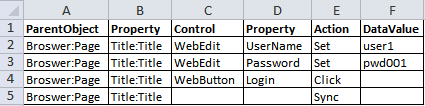 A B C D E F
1 ParentObject Property Control Property Action DataValue
2 Broswer:Page Title:Title WebEdit UserName Set user1
3 Broswer:Page Title:Title WebEdit Password Set pwd001
4 Broswer:Page Title:Title WebButton Login Click
5 Broswer:Page Title:Title Sync